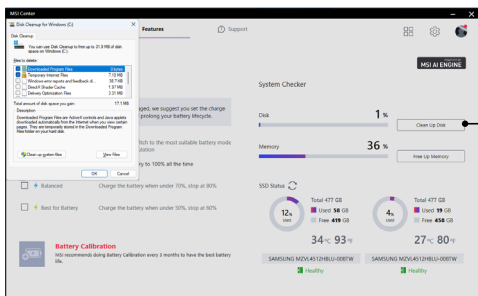 MSI Center
Disk Cleanup for Windows (C:)
Disk Cleanup
You can use Disk Cleanup to free up to 21.9 MB of disk
space on Windows (C:).
Files to delete:
Downloaded Program Files 0 bytes
Temporary Internet Files 7.18 MB
Windows error reports and feedback di... 38.7 KB
DirectX Shader Cache 1.97 MB
Delivery Optimization Files 3.31 MB
Total amount of disk space you gain: 17.1 MB
Description
Downloaded Program Files are ActiveX controls and Java applets
downloaded automatically from the Internet when you view certain
pages. They are temporarily stored in the Downloaded Program
Files folder on your hard disk.
Clean up system files
View Files
OK
Cancel
Features
Support
MSI AI ENGINE
ged, we suggest you set the charge
prolong your battery lifecycle.
itch to the most suitable battery mode
ry to 100% all the time
Balanced
Charge the battery when under 70%, stop at 80%
Best for Battery
Charge the battery when under 50%, stop at 60%
Battery Calibration
MSI recommends doing Battery Calibration every 3 months to have the best battery
life.
System Checker
Disk
1 %
Clean Up Disk
Memory
36 %
Free Up Memory
SSD Status
12%
Used
Total 477 GB
Used 58 GB
Free 419 GB
34°C 93°F
SAMSUNG MZVL4512HBLU-00BTW
Healthy
4%
Used
Total 477 GB
Used 19 GB
Free 458 GB
27°C 80°F
SAMSUNG MZVL4512HBLU-00BTW
Healthy